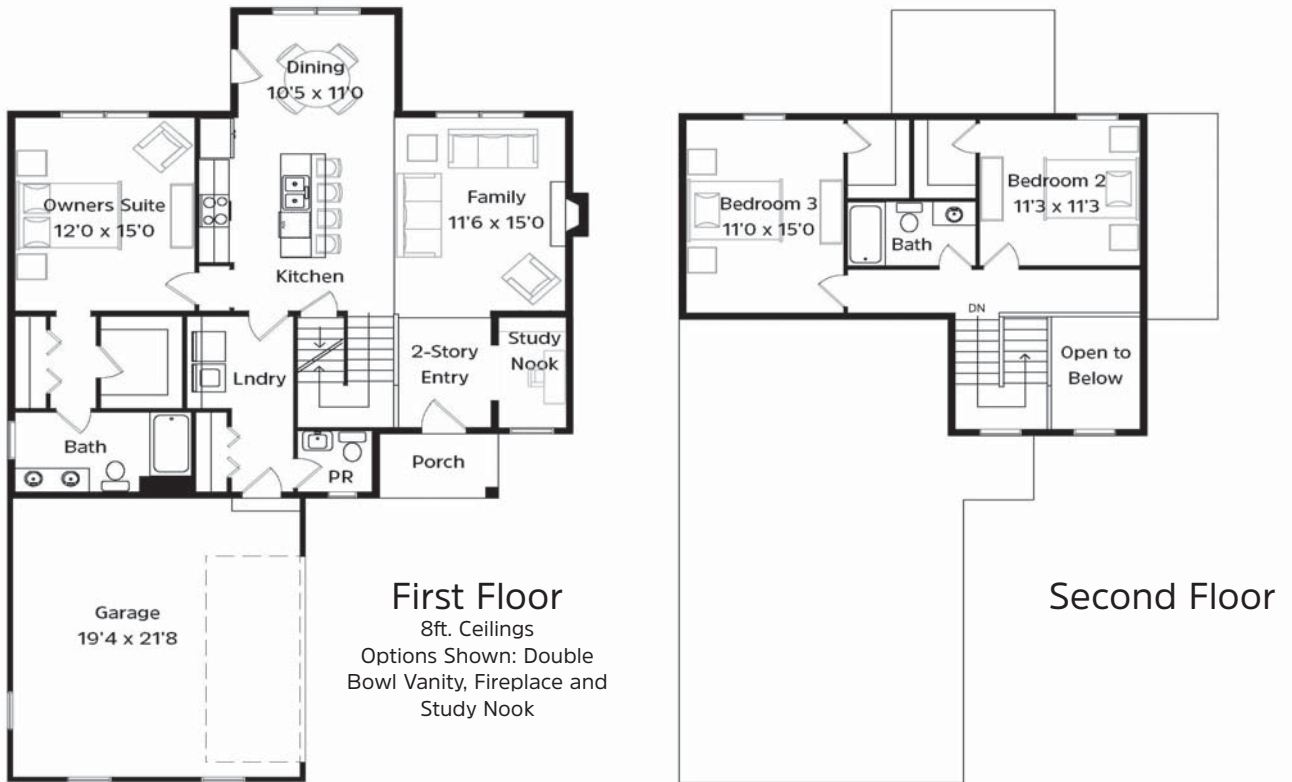 Dining
10'5 x 11'0
Owners Suite
12'0 x 15'0
Family
11'6 x 15'0
Kitchen
Lndry
2-Story
Entry
Study
Nook
Bath
PR
Porch
Garage
19'4 x 21'8
First Floor
8ft. Ceilings
Options Shown: Double
Bowl Vanity, Fireplace and
Study Nook
Bedroom 3
11'0 x 15'0
Bedroom 2
11'3 x 11'3
Bath
DN
Open to
Below
Second Floor